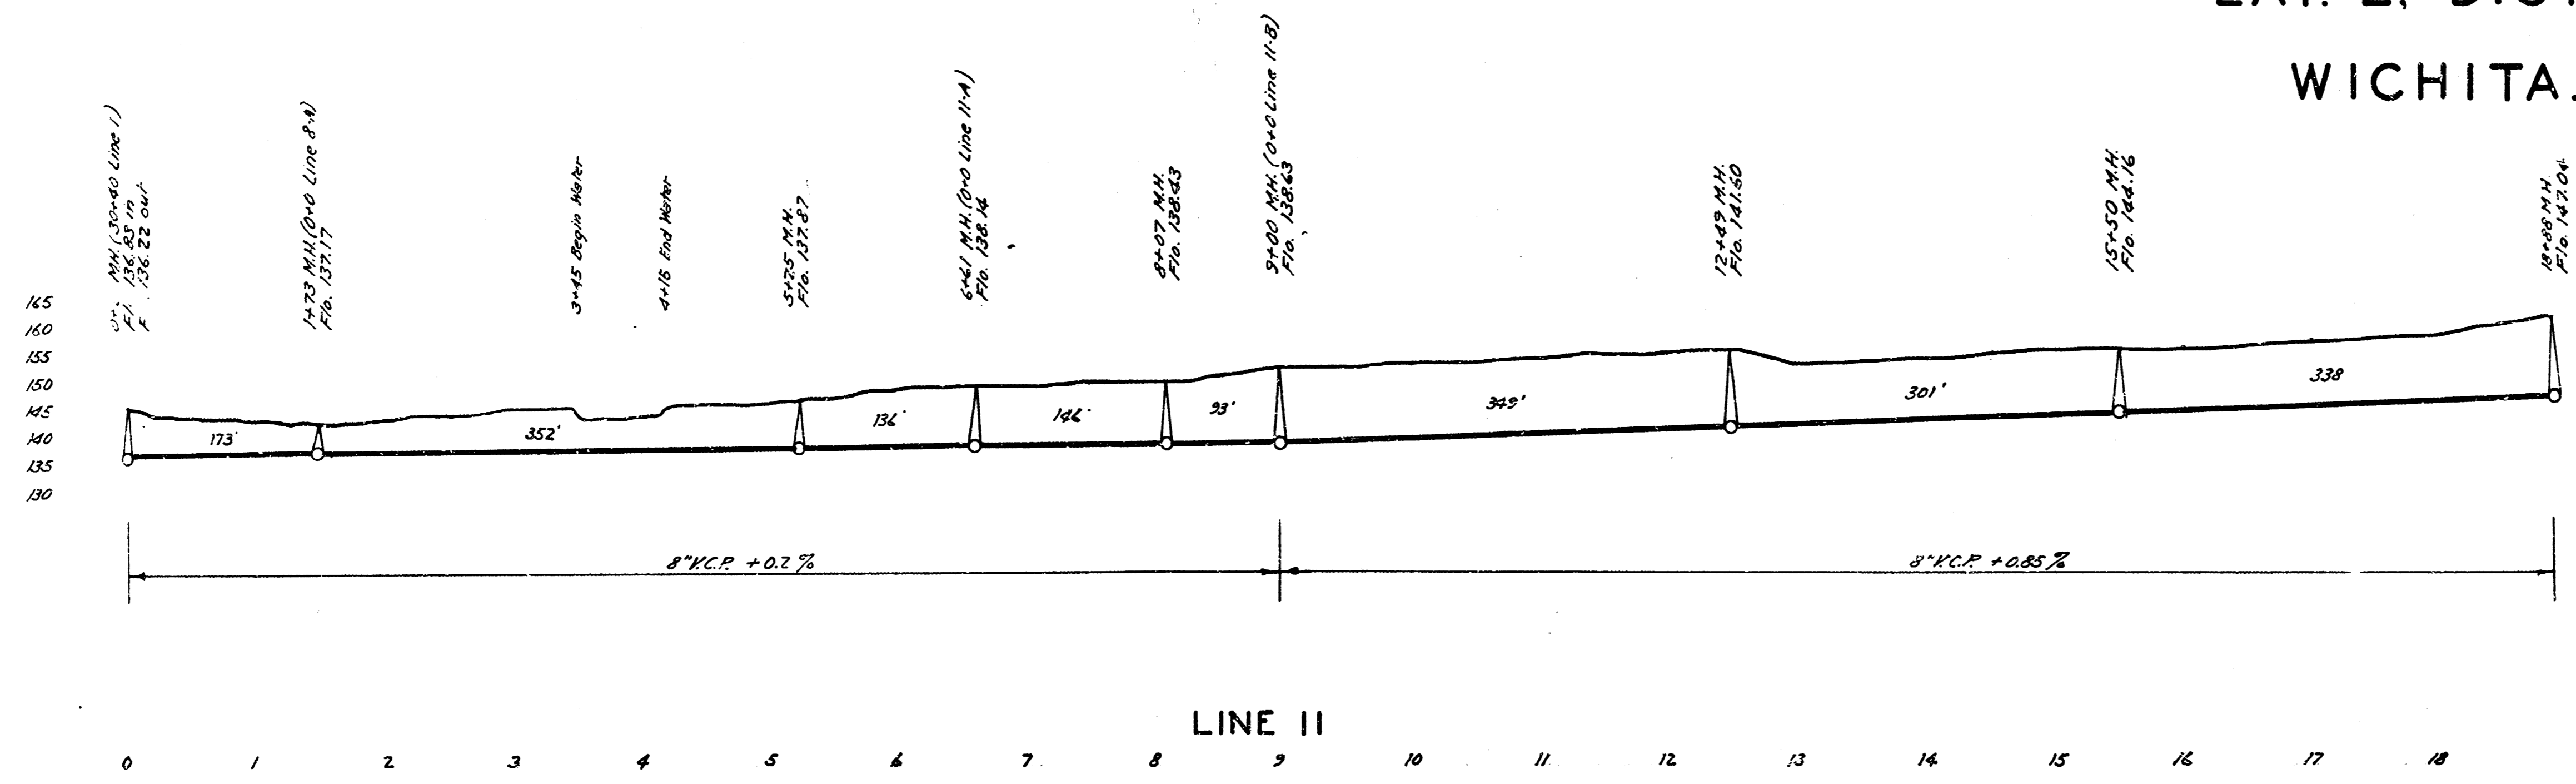 WICHITA.
M.H. (30+40 Line 1)
Fl. 136.83 in
136.22 out
1+73 M.H. (0+0 Line 8-A)
Flo. 137.17
3+45 Begin Water
4+15 End Water
5+25 M.H.
Flo. 137.87
6+61 M.H. (0+0 Line 11-A)
Flo. 138.14
8+07 M.H.
Flo. 138.43
9+00 M.H. (0+0 Line 11-B)
Flo. 138.63
12+49 M.H.
Flo. 141.60
15+50 M.H.
Flo. 144.16
18+88 M.H.
Flo. 147.04
165
160
155
150
145
140
135
130
173'
352'
136'
146'
93'
349'
301'
338
8" V.C.P. +0.2 %
8" V.C.P. +0.85 %
LINE 11
0 1 2 3 4 5 6 7 8 9 10 11 12 13 14 15 16 17 18